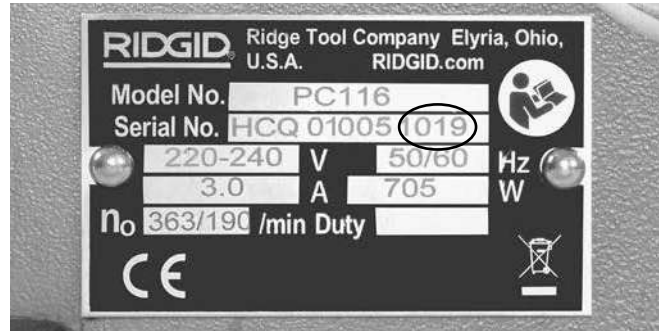 RIDGID Ridge Tool Company Elyria, Ohio,
U.S.A. RIDGID.com
Model No. PC116
Serial No. HCQ 01005 1019
220-240 V 50/60 Hz
3.0 A 705 W
no 363/190 /min Duty
CE